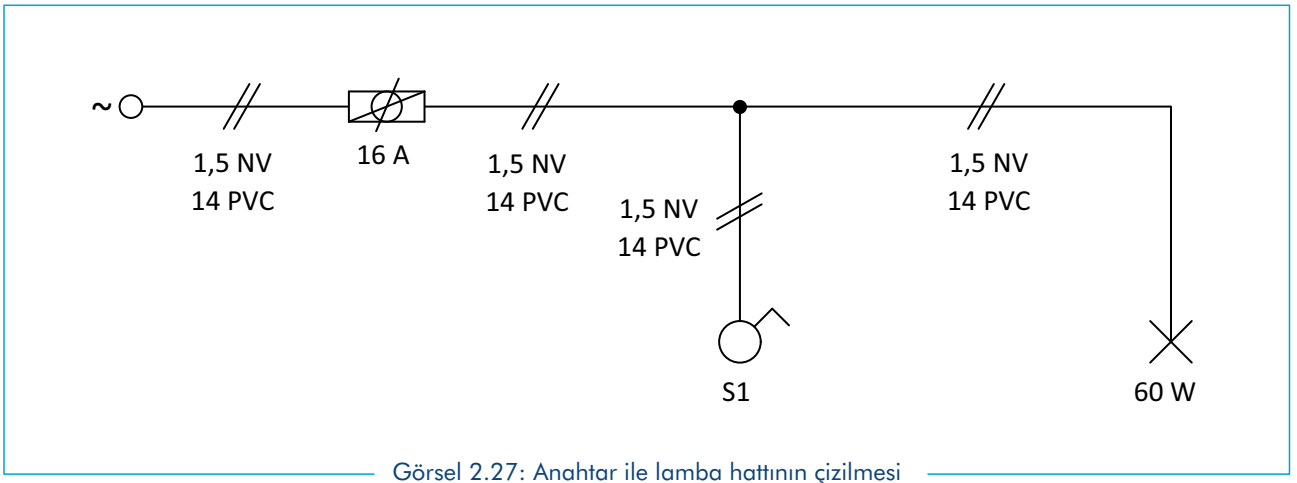 ~
1,5 NV
14 PVC
16 A
1,5 NV
14 PVC
1,5 NV
14 PVC
1,5 NV
14 PVC
S1
60 W
Görsel 2.27: Anahtar ile lamba hattının çizilmesi